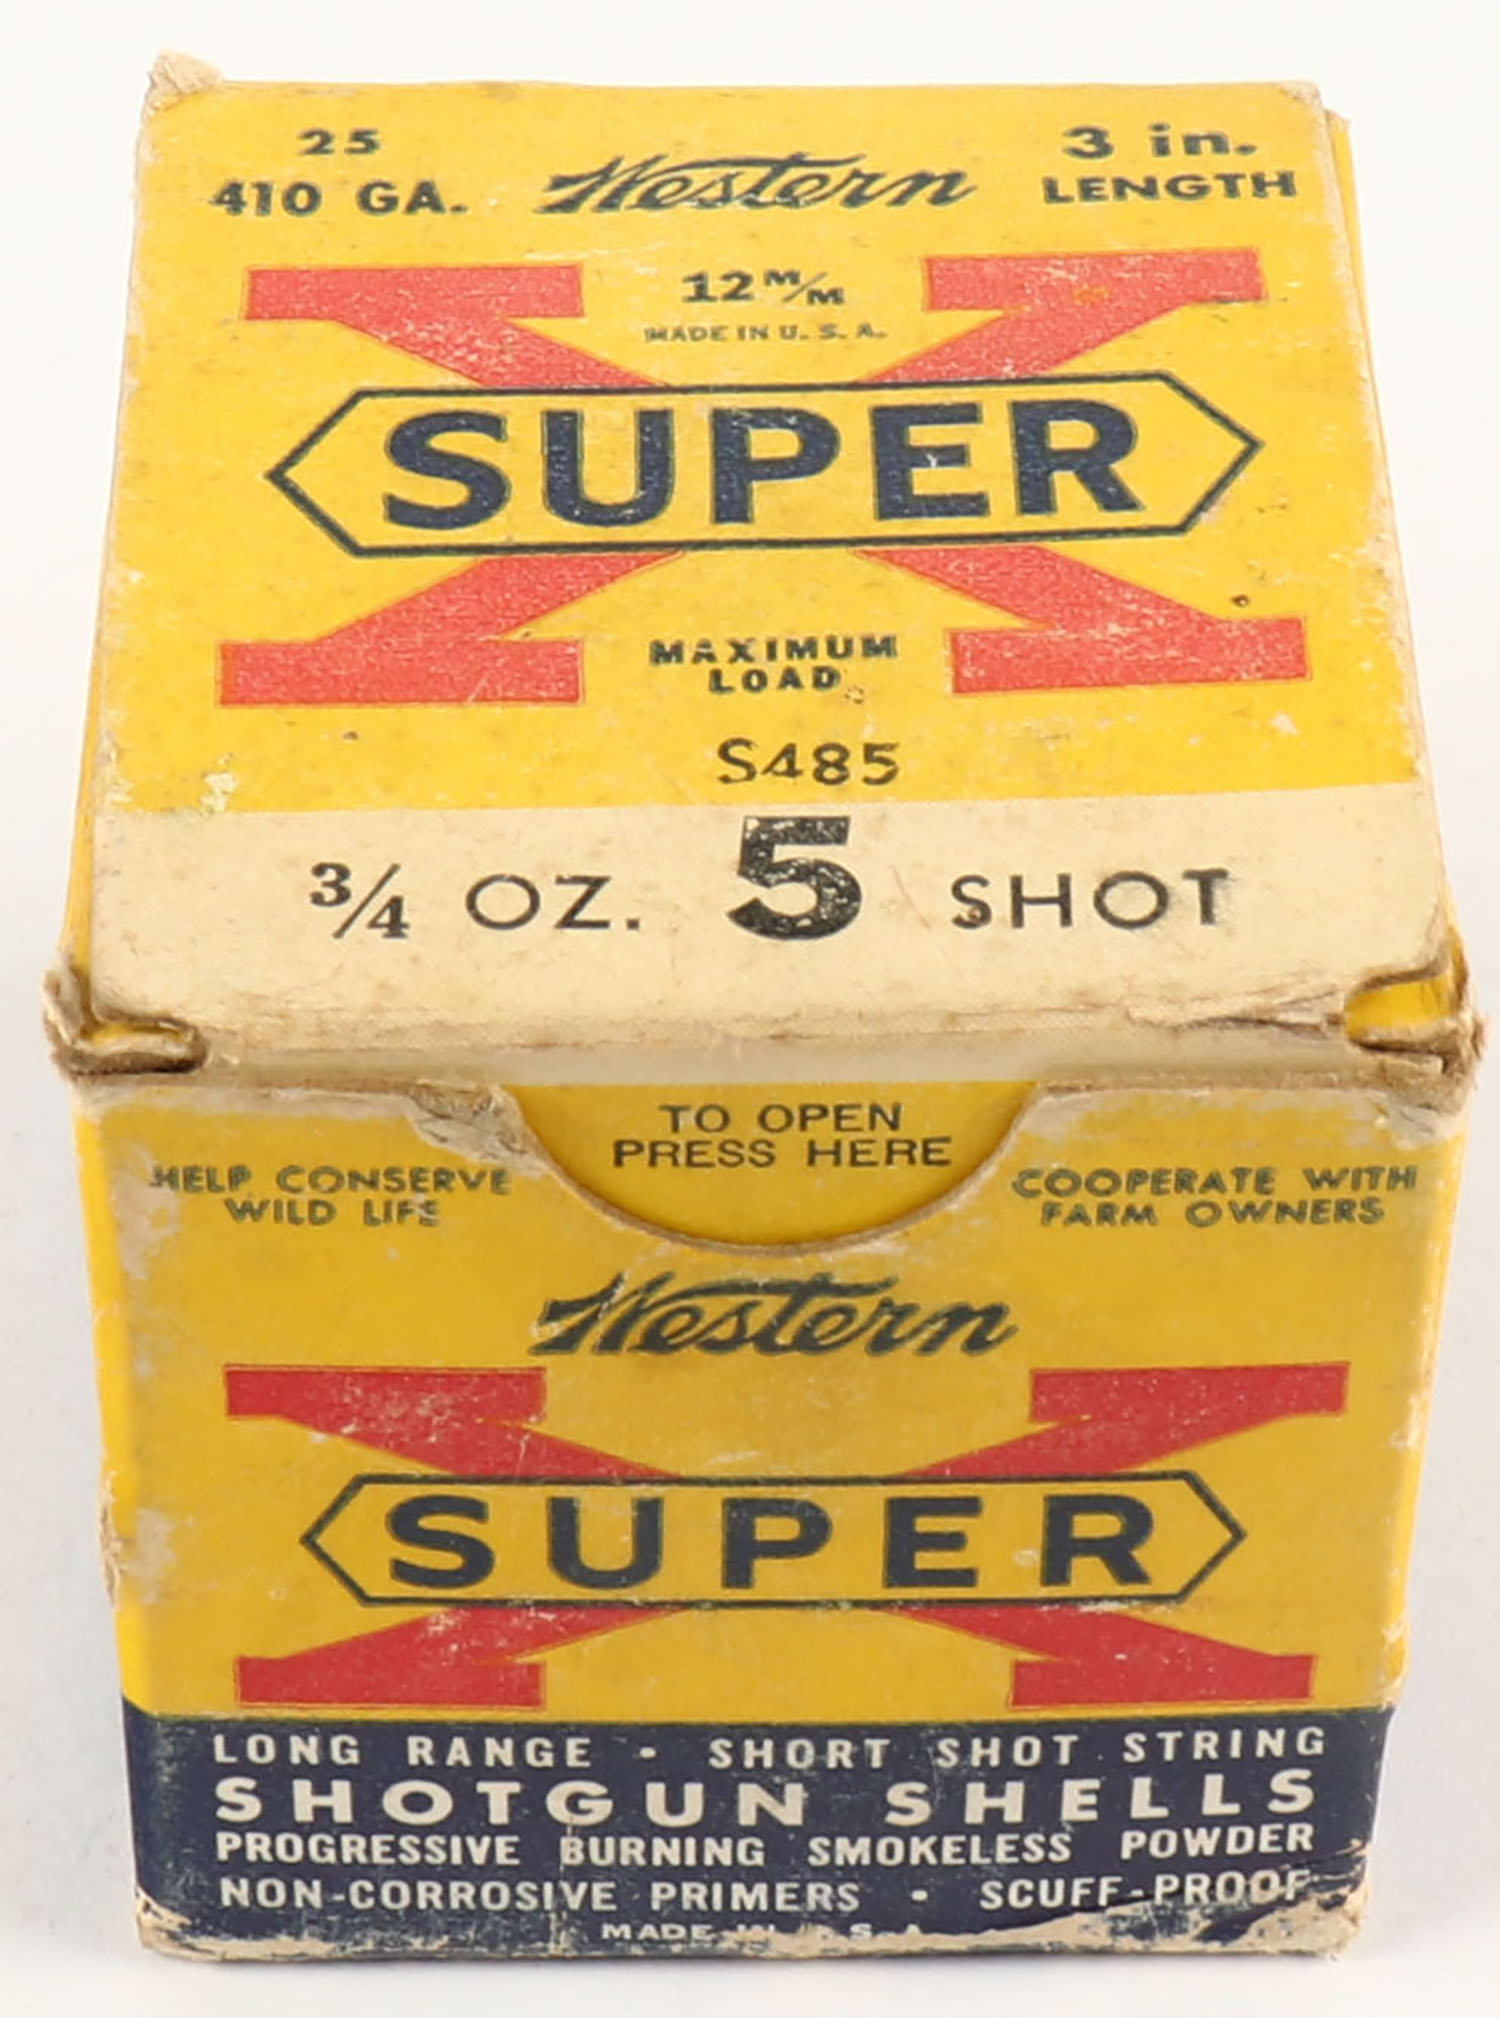 25
410 GA.
Western
3 in.
LENGTH
12 M/M
MADE IN U. S. A.
SUPER X
MAXIMUM
LOAD
S485
3/4 OZ. 5 SHOT
TO OPEN
PRESS HERE
HELP CONSERVE
WILD LIFE
COOPERATE WITH
FARM OWNERS
Western
SUPER X
LONG RANGE · SHORT SHOT STRING
SHOTGUN SHELLS
PROGRESSIVE BURNING SMOKELESS POWDER
NON-CORROSIVE PRIMERS · SCUFF-PROOF
MADE IN U. S. A.